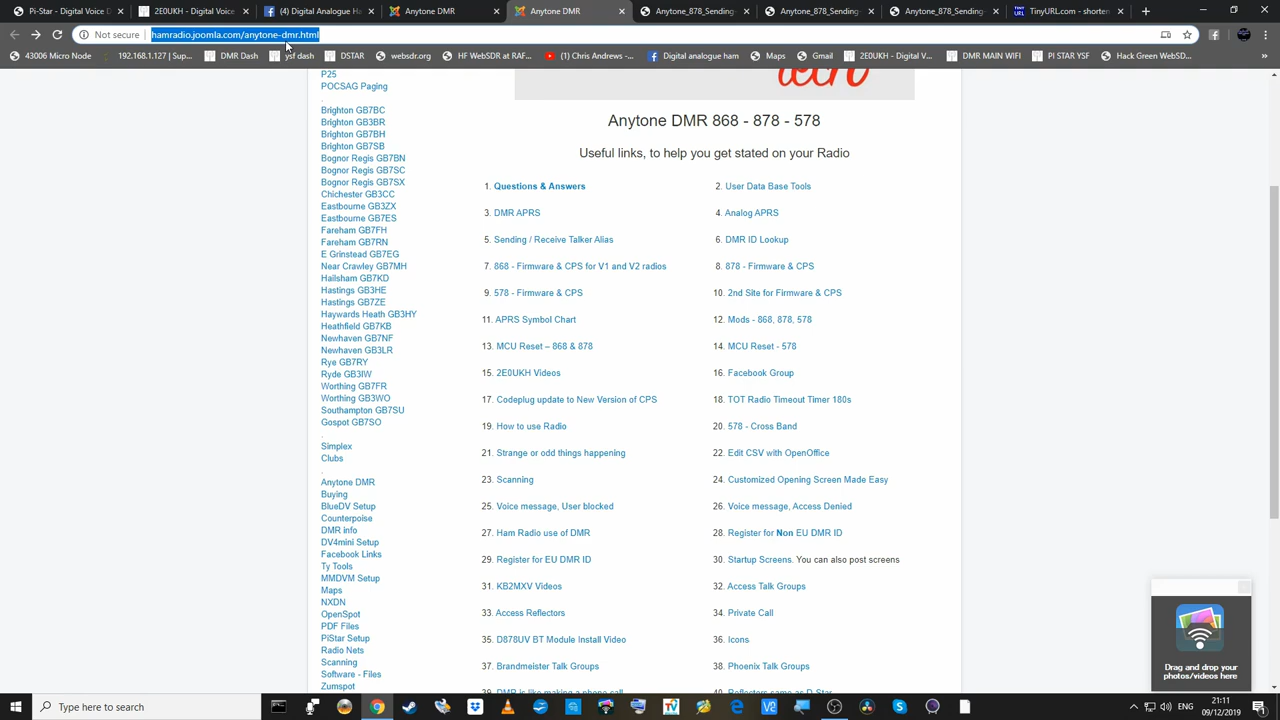 Pi-Star - Digital Voice D
2E0UKH - Digital Voice
(4) Digital Analogue H
Anytone DMR
Anytone DMR
Anytone_878_Sending
Anytone_878_Sending
Anytone_878_Sending
TinyURL.com - shorten
Not secure
hamradio.joomla.com/anytone-dmr.html
43006 Micro Node
192.168.1.127 | Sup...
DMR Dash
ysf dash
DSTAR
websdr.org
HF WebSDR at RAF...
(1) Chris Andrews -...
Digital analogue ham
Maps
Gmail
2E0UKH - Digital V...
DMR MAIN WIFI
PI STAR YSF
Hack Green WebSD...
P25
POCSAG Paging
.
Brighton GB7BC
Brighton GB3BR
Brighton GB7BH
Brighton GB7SB
Bognor Regis GB7BN
Bognor Regis GB7SC
Bognor Regis GB7SX
Chichester GB3CC
Eastbourne GB3ZX
Eastbourne GB7ES
Fareham GB7FH
Fareham GB7RN
E Grinstead GB7EG
Near Crawley GB7MH
Hailsham GB7KD
Hastings GB3HE
Hastings GB7ZE
Haywards Heath GB3HY
Heathfield GB7KB
Newhaven GB7NF
Newhaven GB3LR
Rye GB7RY
Ryde GB3IW
Worthing GB7FR
Worthing GB3WO
Southampton GB7SU
Gospot GB7SO
.
Simplex
Clubs
.
Anytone DMR
Buying
BlueDV Setup
Counterpoise
DMR info
DV4mini Setup
Facebook Links
Ty Tools
MMDVM Setup
Maps
NXDN
OpenSpot
PDF Files
PiStar Setup
Radio Nets
Scanning
Software - Files
Zumspot
Anytone DMR 868 - 878 - 578
Useful links, to help you get stated on your Radio
1. Questions & Answers
2. User Data Base Tools
3. DMR APRS
4. Analog APRS
5. Sending / Receive Talker Alias
6. DMR ID Lookup
7. 868 - Firmware & CPS for V1 and V2 radios
8. 878 - Firmware & CPS
9. 578 - Firmware & CPS
10. 2nd Site for Firmware & CPS
11. APRS Symbol Chart
12. Mods - 868, 878, 578
13. MCU Reset – 868 & 878
14. MCU Reset - 578
15. 2E0UKH Videos
16. Facebook Group
17. Codeplug update to New Version of CPS
18. TOT Radio Timeout Timer 180s
19. How to use Radio
20. 578 - Cross Band
21. Strange or odd things happening
22. Edit CSV with OpenOffice
23. Scanning
24. Customized Opening Screen Made Easy
25. Voice message, User blocked
26. Voice message, Access Denied
27. Ham Radio use of DMR
28. Register for Non EU DMR ID
29. Register for EU DMR ID
30. Startup Screens. You can also post screens
31. KB2MXV Videos
32. Access Talk Groups
33. Access Reflectors
34. Private Call
35. D878UV BT Module Install Video
36. Icons
37. Brandmeister Talk Groups
38. Phoenix Talk Groups
39. DMR is like making a phone call
40. Reflectors same as D-Star
Drag and drop your
photos/videos here
Type here to search
21:11
09/12/2019